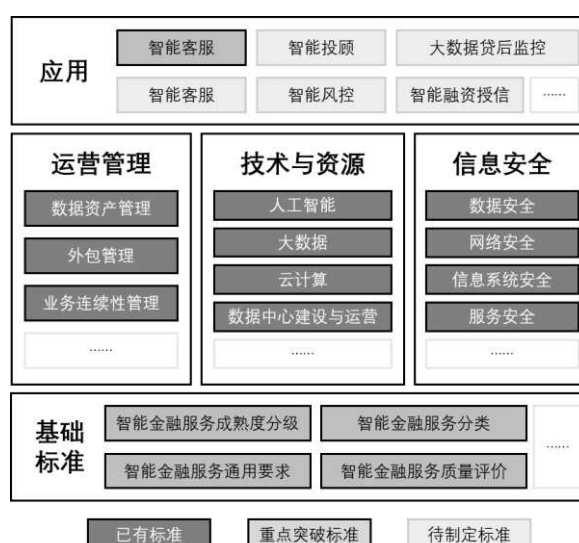 应用
智能客服
智能投顾
大数据贷后监控
智能客服
智能风控
智能融资授信
……
运营管理
数据资产管理
外包管理
业务连续性管理
……
技术与资源
人工智能
大数据
云计算
数据中心建设与运营
……
信息安全
数据安全
网络安全
信息系统安全
服务安全
……
基础
标准
智能金融服务成熟度分级
智能金融服务分类
智能金融服务通用要求
智能金融服务质量评价
……
已有标准
重点突破标准
待制定标准